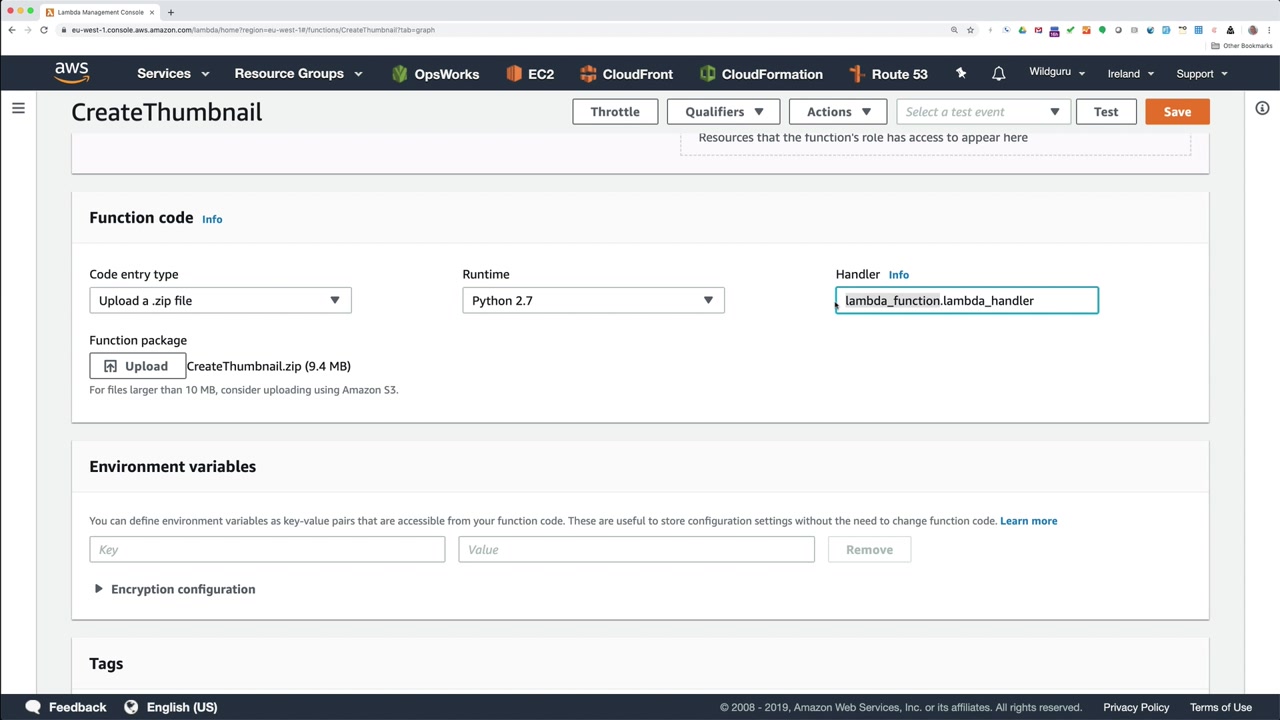 Lambda Management Console
eu-west-1.console.aws.amazon.com/lambda/home?region=eu-west-1#/functions/CreateThumbnail?tab=graph
Other Bookmarks
aws
Services
Resource Groups
OpsWorks
EC2
CloudFront
CloudFormation
Route 53
Wildguru
Ireland
Support
CreateThumbnail
Throttle
Qualifiers
Actions
Select a test event
Test
Save
Resources that the function's role has access to appear here
Function code Info
Code entry type
Runtime
Handler Info
Upload a .zip file
Python 2.7
lambda_function.lambda_handler
Function package
Upload
CreateThumbnail.zip (9.4 MB)
For files larger than 10 MB, consider uploading using Amazon S3.
Environment variables
You can define environment variables as key-value pairs that are accessible from your function code. These are useful to store configuration settings without the need to change function code. Learn more
Key
Value
Remove
Encryption configuration
Tags
Feedback
English (US)
© 2008 - 2019, Amazon Web Services, Inc. or its affiliates. All rights reserved.
Privacy Policy
Terms of Use